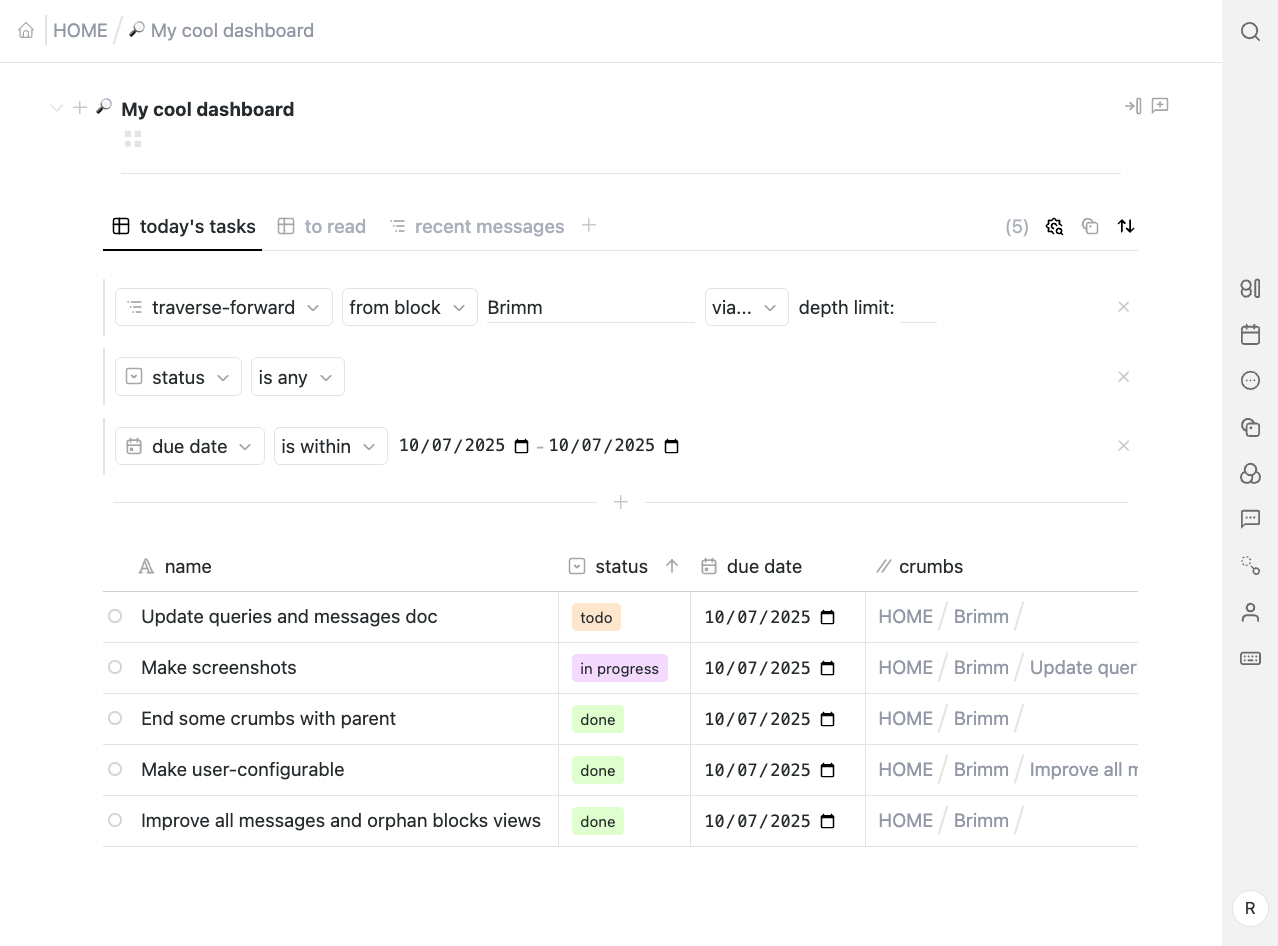 HOME / My cool dashboard
My cool dashboard
today's tasks to read recent messages (5)
traverse-forward from block Brimm via... depth limit:
status is any
due date is within 10/07/2025 – 10/07/2025
name status due date crumbs
Update queries and messages doc todo 10/07/2025 HOME / Brimm /
Make screenshots in progress 10/07/2025 HOME / Brimm / Update quer
End some crumbs with parent done 10/07/2025 HOME / Brimm /
Make user-configurable done 10/07/2025 HOME / Brimm / Improve all
Improve all messages and orphan blocks views done 10/07/2025 HOME / Brimm /
R